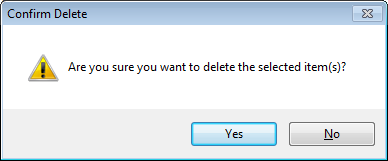 Confirm Delete
Are you sure you want to delete the selected item(s)?
Yes
No